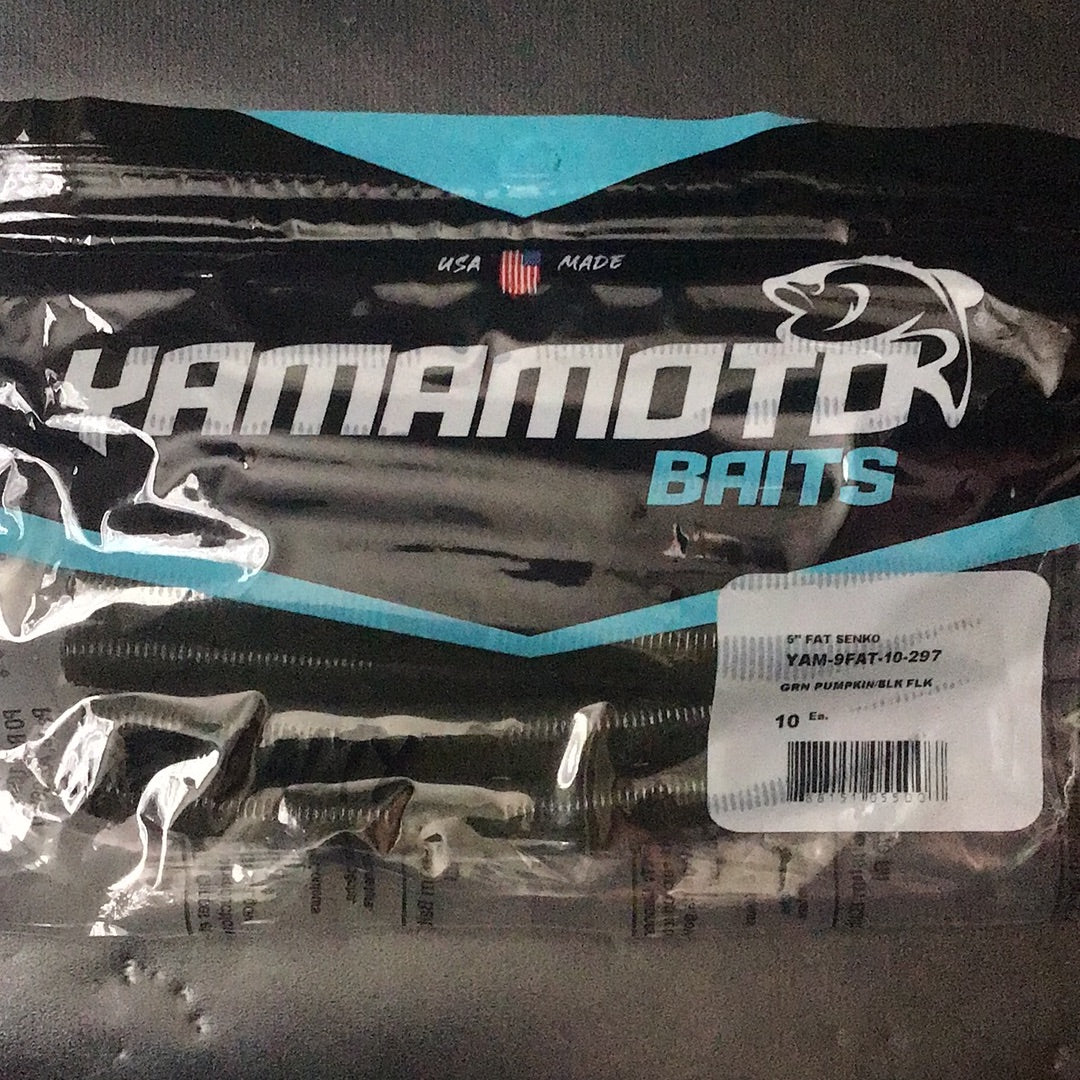 USA MADE
YAMAMOTO
BAITS
5" FAT SENKO
YAM-9FAT-10-297
GRN PUMPKIN/BLK FLK
10 Ea.